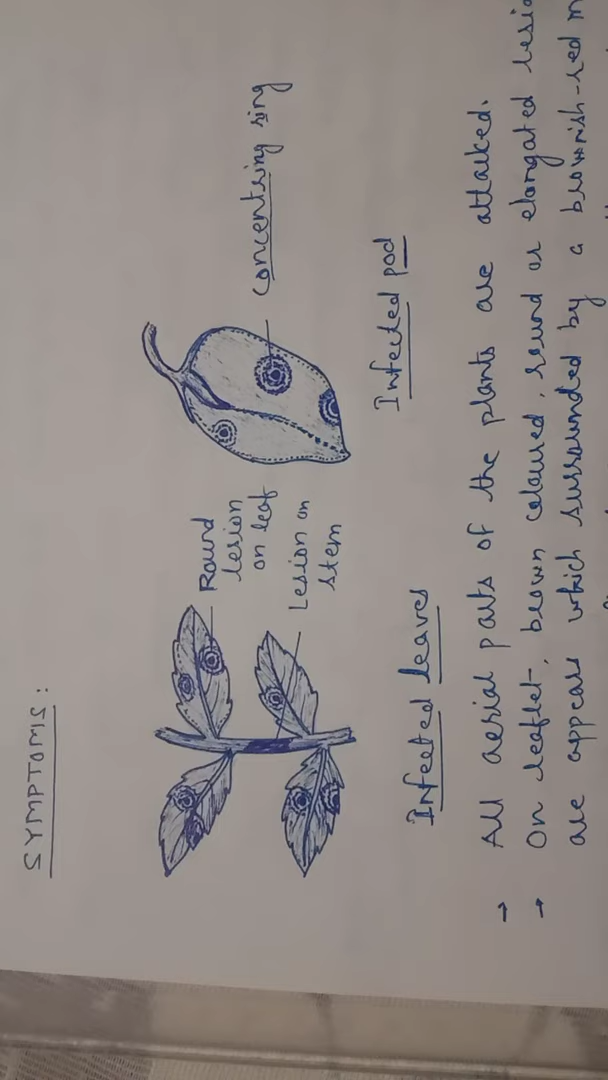 SYMPTOMS:
Round
lesion
on leaf
Lesion on
stem
Concentring ring
Infected leaves
Infected pod
→ All aerial parts of the plants are attacked.
→ On leaflet, brown coloured, round or elongated
are appear which surrounded by a brownish-red